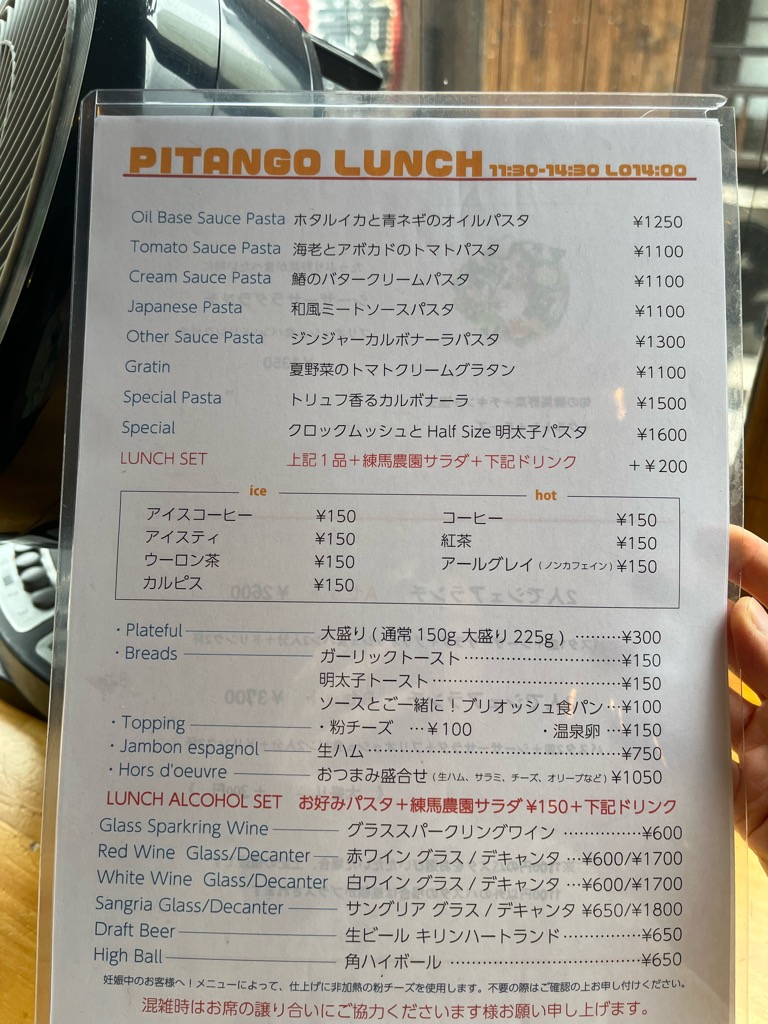 PITANGO LUNCH 11:30-14:30 LO14:00
Oil Base Sauce Pasta ホタルイカと青ネギのオイルパスタ ¥1250
Tomato Sauce Pasta 海老とアボカドのトマトパスタ ¥1100
Cream Sauce Pasta 鰆のバタークリームパスタ ¥1100
Japanese Pasta 和風ミートソースパスタ ¥1100
Other Sauce Pasta ジンジャーカルボナーラパスタ ¥1300
Gratin 夏野菜のトマトクリームグラタン ¥1100
Special Pasta トリュフ香るカルボナーラ ¥1500
Special クロックムッシュと Half Size 明太子パスタ ¥1600
LUNCH SET 上記1品+練馬農園サラダ+下記ドリンク +¥200
ice hot
アイスコーヒー ¥150 コーヒー ¥150
アイスティ ¥150 紅茶 ¥150
ウーロン茶 ¥150 アールグレイ (ノンカフェイン) ¥150
カルピス ¥150
・Plateful 大盛り ( 通常 150g 大盛り 225g ) ………¥300
・Breads ガーリックトースト………¥150
明太子トースト………¥150
ソースとご一緒に!ブリオッシュ食パン…¥100
・Topping ・粉チーズ …¥100 ・温泉卵 …¥150
・Jambon espagnol 生ハム………¥750
・Hors d'oeuvre おつまみ盛合せ (生ハム、サラミ、チーズ、オリーブなど) ¥1050
LUNCH ALCOHOL SET お好みパスタ+練馬農園サラダ ¥150+下記ドリンク
Glass Sparkring Wine グラススパークリングワイン ……………¥600
Red Wine Glass/Decanter 赤ワイン グラス / デキャンタ …¥600/¥1700
White Wine Glass/Decanter 白ワイン グラス / デキャンタ …¥600/¥1700
Sangria Glass/Decanter サングリア グラス / デキャンタ ¥650/¥1800
Draft Beer 生ビール キリンハートランド………¥650
High Ball 角ハイボール ………¥650
妊娠中のお客様へ!メニューによって、仕上げに非加熱の粉チーズを使用します。不要の際はご確認の上お申し付けください。
混雑時はお席の譲り合いにご協力くださいます様お願い申し上げます。